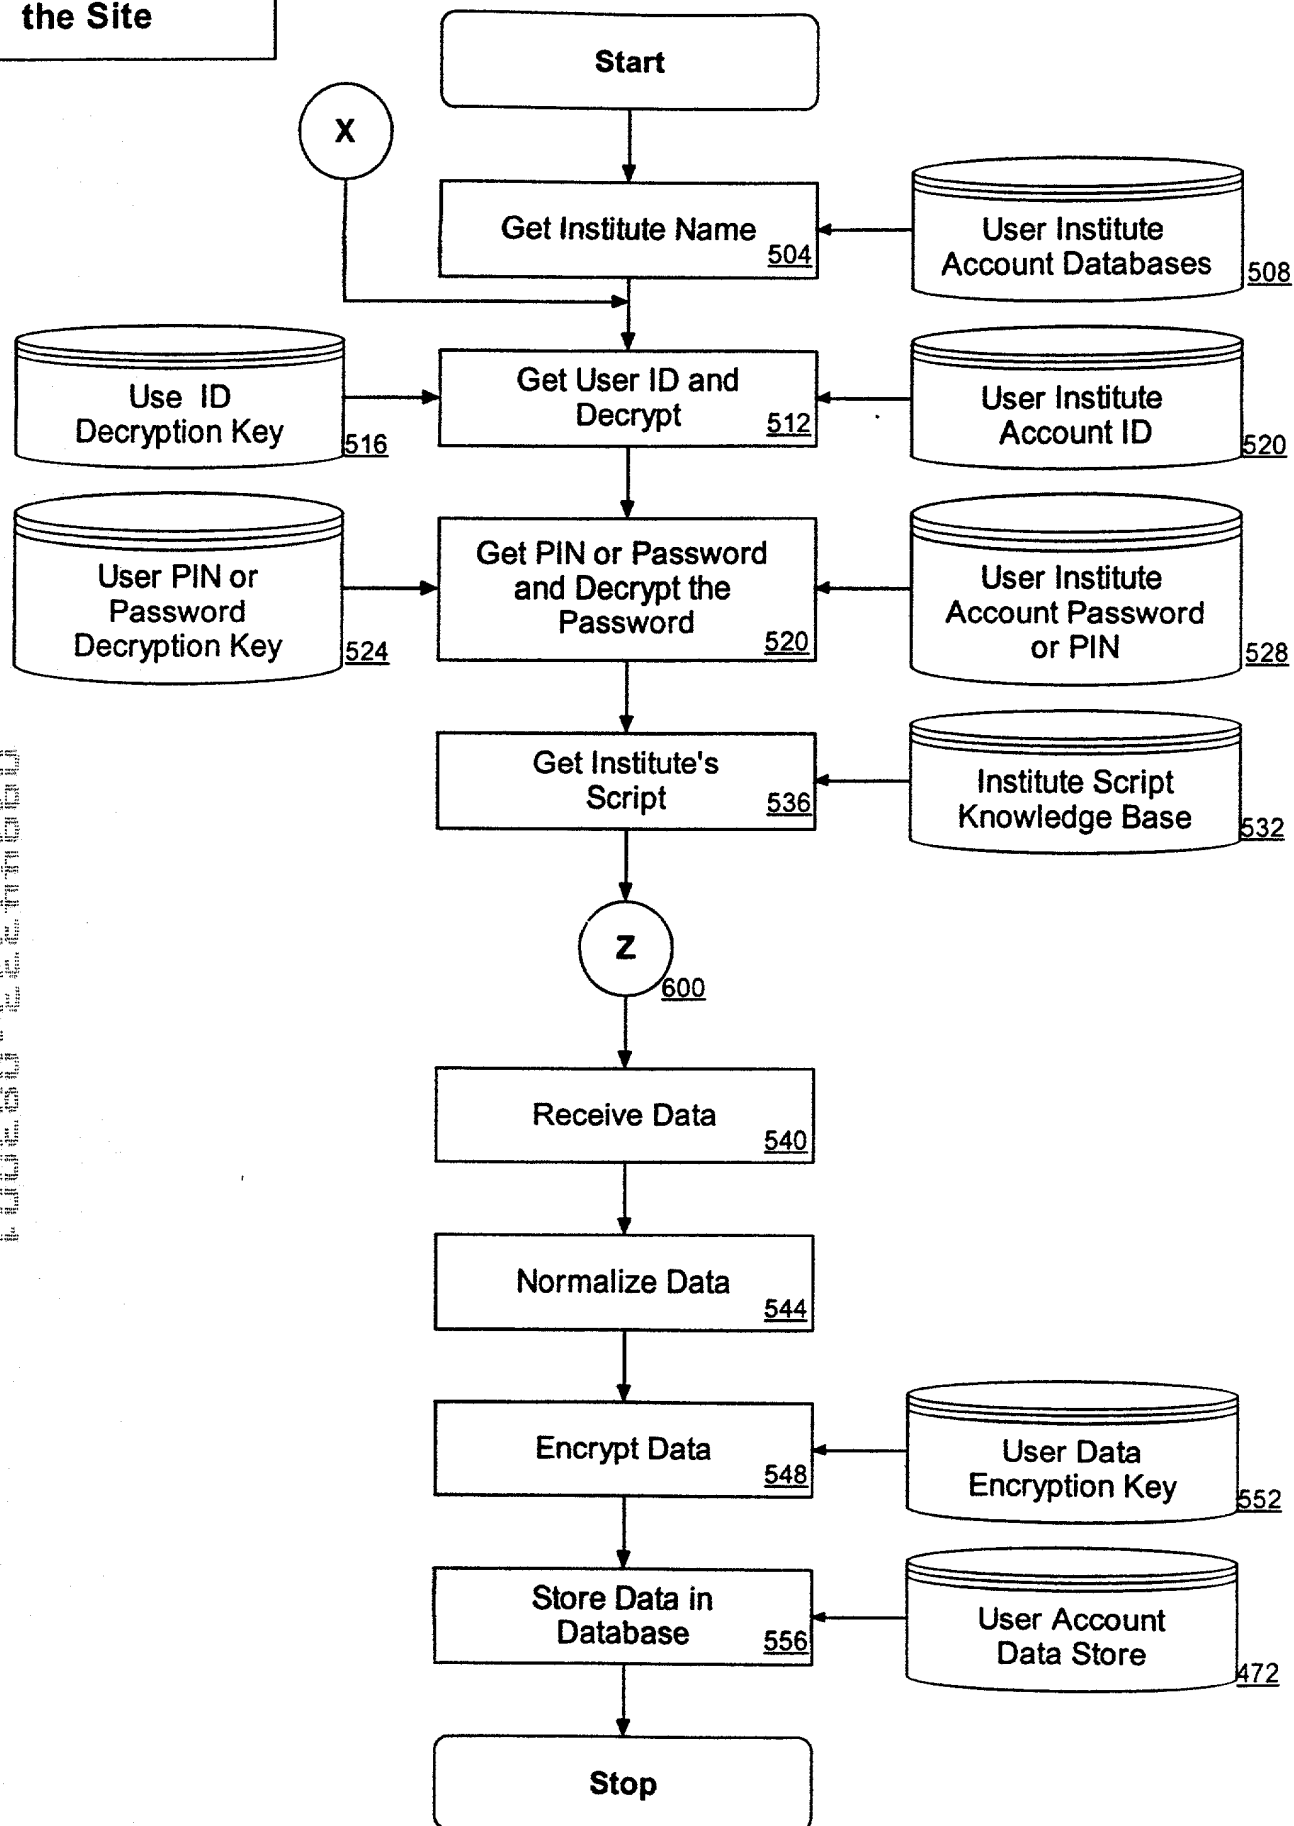 the Site
Start
X
Get Institute Name
504
User Institute
Account Databases
508
Use ID
Decryption Key
516
Get User ID and
Decrypt
512
User Institute
Account ID
520
User PIN or
Password
Decryption Key
524
Get PIN or Password
and Decrypt the
Password
520
User Institute
Account Password
or PIN
528
Get Institute's
Script
536
Institute Script
Knowledge Base
532
Z
600
Receive Data
540
Normalize Data
544
Encrypt Data
548
User Data
Encryption Key
552
Store Data in
Database
556
User Account
Data Store
472
Stop